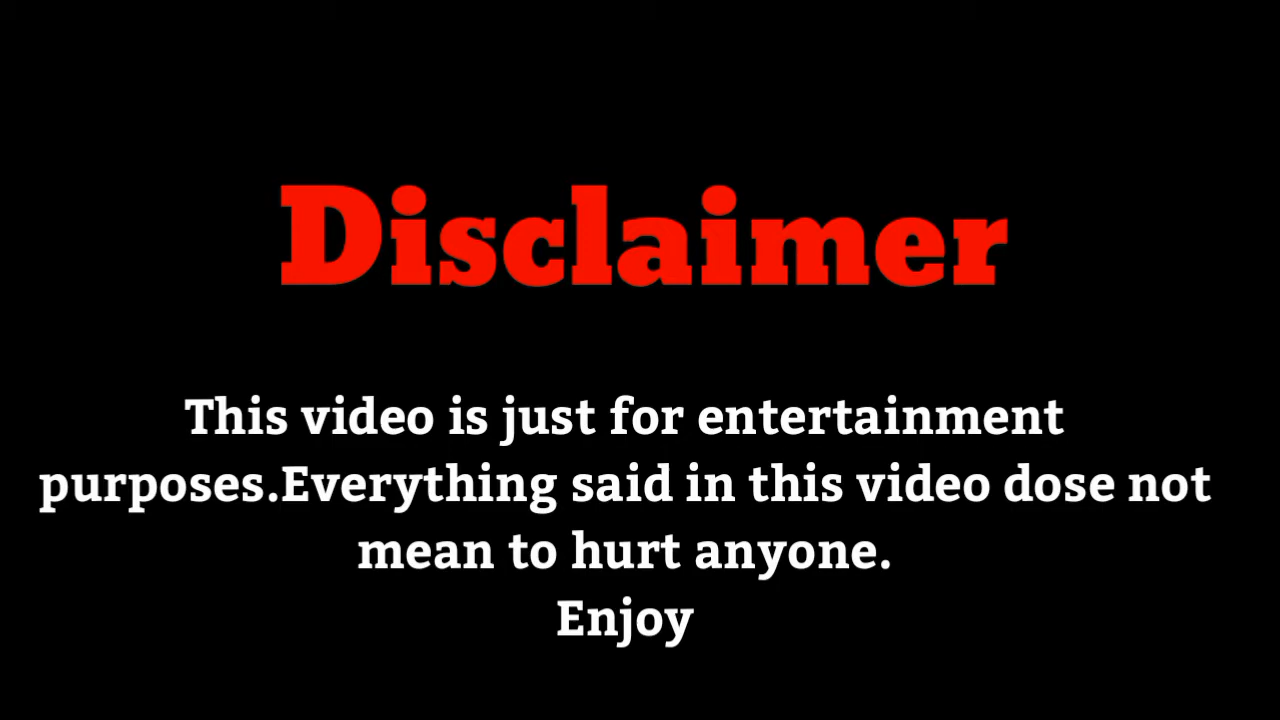 Disclaimer
This video is just for entertainment
purposes.Everything said in this video dose not
mean to hurt anyone.
Enjoy